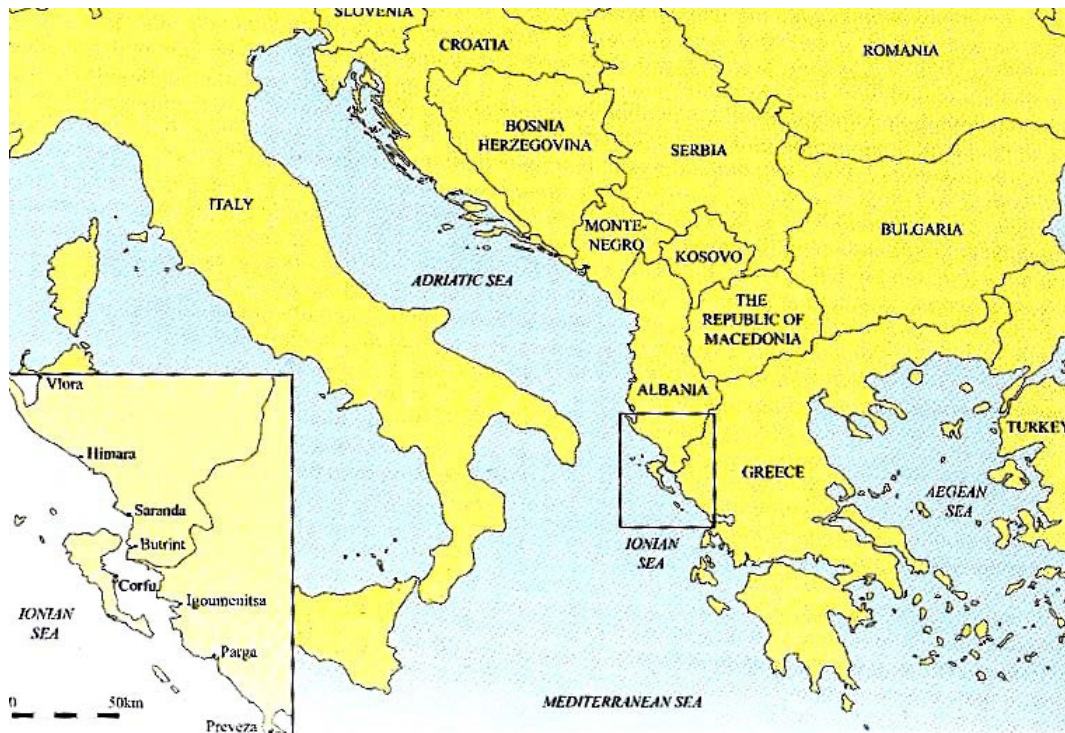 SLOVENIA
CROATIA
ROMANIA
BOSNIA
HERZEGOVINA
SERBIA
ITALY
MONTE-
NEGRO
BULGARIA
KOSOVO
ADRIATIC SEA
THE
REPUBLIC OF
MACEDONIA
ALBANIA
TURKEY
GREECE
AEGEAN
SEA
IONIAN
SEA
MEDITERRANEAN SEA
Vlora
Himara
Saranda
Butrint
Corfu
Igoumenitsa
IONIAN
SEA
Parga
0 50km
Preveza